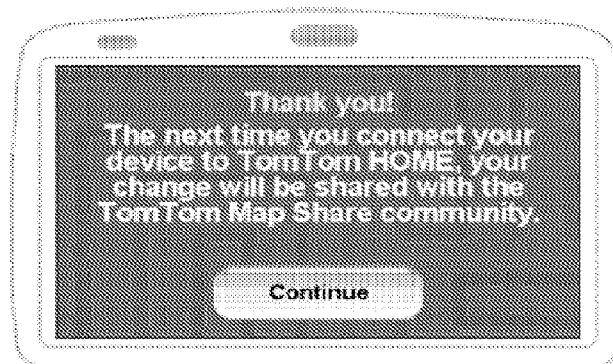 Thank you!
The next time you connect your
device to TomTom HOME, your
change will be shared with the
TomTom Map Share community.
Continue